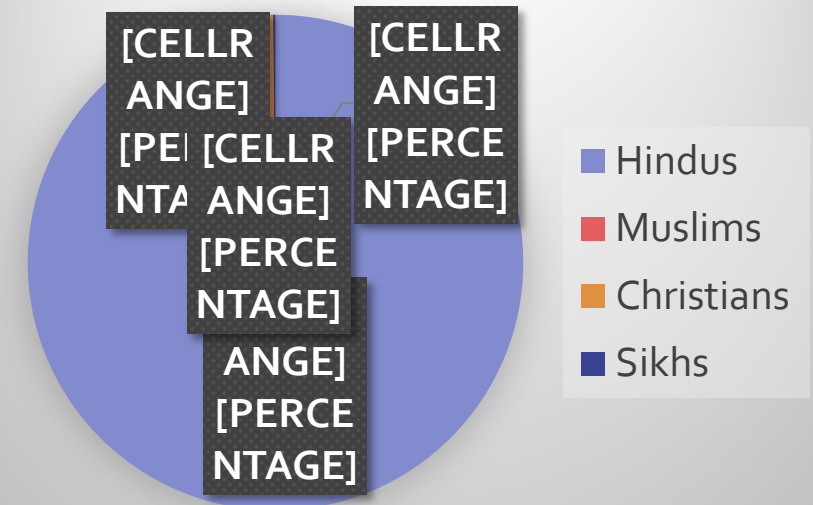 [CELLR
ANGE]
[PE
NTA
[CELLR
ANGE]
[PERCE
NTAGE]
[CELLR
ANGE]
[PERCE
NTAGE]
ANGE]
[PERCE
NTAGE]
Hindus
Muslims
Christians
Sikhs